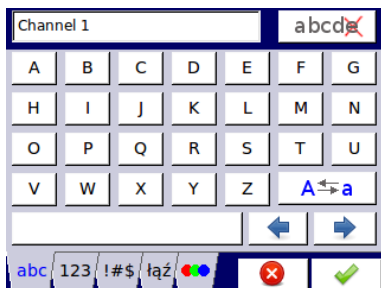 Channel 1 abcde
A B C D E F G
H I J K L M N
O P Q R S T U
V W X Y Z A a
abc 123 !#$ łąź